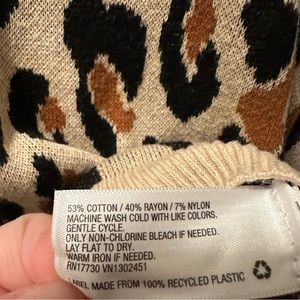 53% COTTON / 40% RAYON / 7% NYLON
MACHINE WASH COLD WITH LIKE COLORS.
GENTLE CYCLE.
ONLY NON-CHLORINE BLEACH IF NEEDED.
LAY FLAT TO DRY.
WARM IRON IF NEEDED.
RN17730 VN1302451
LABEL MADE FROM 100% RECYCLED PLASTIC